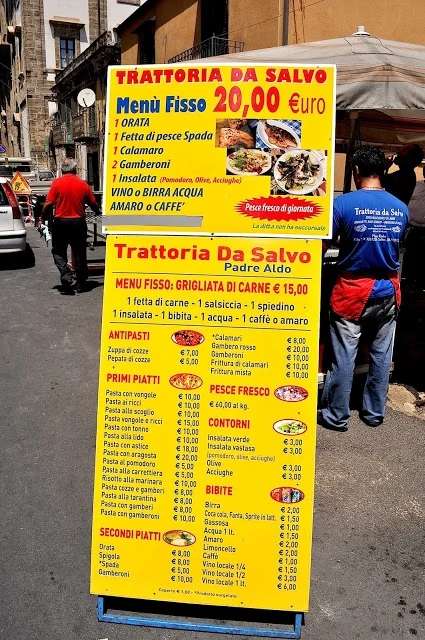 TRATTORIA DA SALVO
Menù Fisso 20,00 €uro
1 ORATA
1 Fetta di pesce Spada
1 Calamaro
2 Gamberoni
1 Insalata (Pomodoro, Olive, Acciughe)
VINO o BIRRA ACQUA
AMARO o CAFFE'
Pesce fresco di giornata
La ditta non ha succursale
Trattoria Da Salvo
Padre Aldo
MENU FISSO: GRIGLIATA DI CARNE € 15,00
1 fetta di carne - 1 salsiccia - 1 spiedino
1 insalata - 1 bibita - 1 acqua - 1 caffè o amaro
ANTIPASTI
Zuppa di cozze € 7,00
Pepata di cozze € 5,00
PRIMI PIATTI
Pasta con vongole € 10,00
Pasta ai ricci € 10,00
Pasta allo scoglio € 10,00
Pasta vongole e ricci € 15,00
Pasta con tonno € 10,00
Pasta alla lido € 10,00
Pasta con astice € 18,00
Pasta con aragosta € 20,00
Pasta al pomodoro € 5,00
Pasta alla carrettiera € 5,00
Risotto alla marinara € 10,00
Pasta cozze e gamberi € 8,00
Pasta alla tarantina € 8,00
Pasta con gamberi € 8,00
Pasta con gamberoni € 10,00
SECONDI PIATTI
Orata € 8,00
Spigola € 8,00
*Spada € 5,00
Gamberoni € 10,00
*Calamari € 8,00
Gambero rosso € 20,00
Gamberoni € 10,00
Frittura di calamari € 10,00
Frittura mista € 10,00
PESCE FRESCO
€ 60,00 al kg.
CONTORNI
Insalata verde € 3,00
Insalata vastasa € 3,00
(pomodoro, olive, acciughe)
Olive € 3,00
Acciughe € 3,00
BIBITE
Birra € 2,00
Coca cola, Fanta, Sprite in latt. € 1,50
Gassosa € 1,00
Acqua 1 lt. € 1,50
Amaro € 2,00
Limoncello € 2,00
Caffè € 1,00
Vino locale 1/4 € 1,50
Vino locale 1/2 € 3,00
Vino locale 1 lt. € 6,00
Coperto € 1,00 - *Prodotto surgelato
Trattoria da Salvo